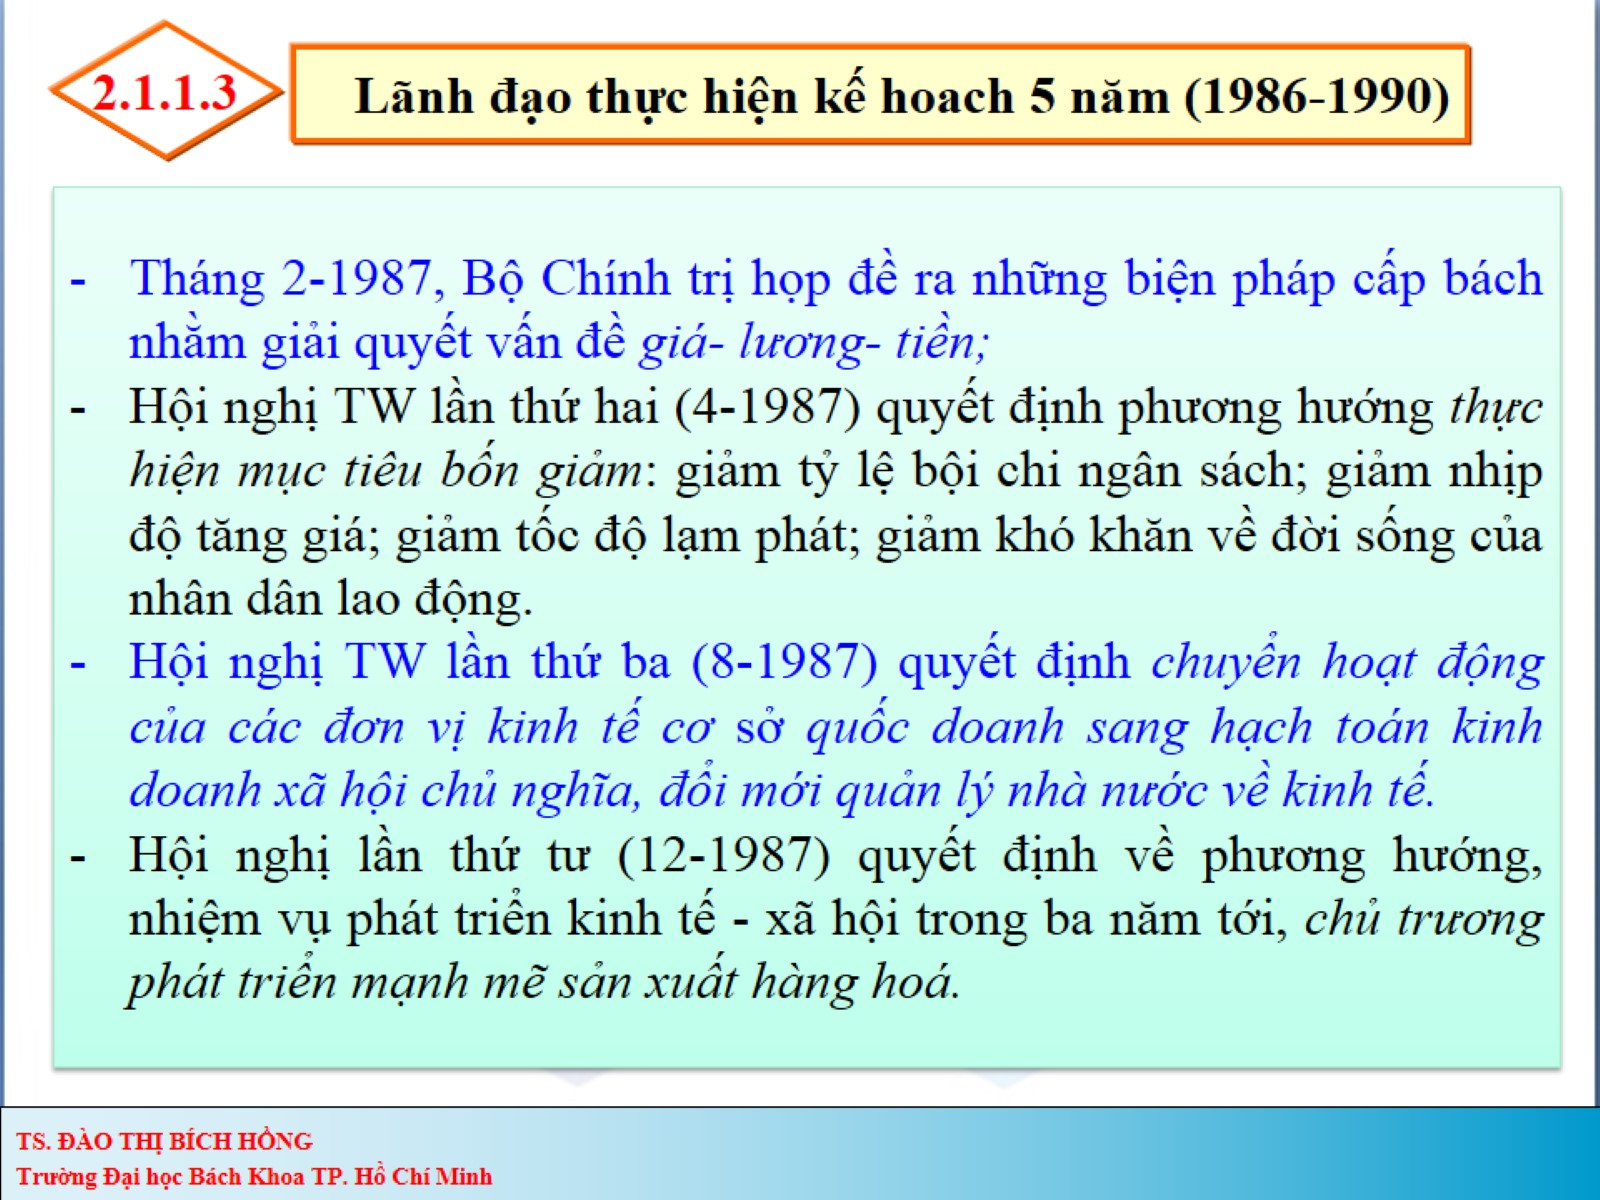 2.1.1.3
Lãnh đạo thực hiện kế hoach 5 năm (1986-1990)
- Tháng 2-1987, Bộ Chính trị họp đề ra những biện pháp cấp bách
nhằm giải quyết vấn đề giá- lương- tiền;
- Hội nghị TW lần thứ hai (4-1987) quyết định phương hướng thực
hiện mục tiêu bốn giảm: giảm tỷ lệ bội chi ngân sách; giảm nhịp
độ tăng giá; giảm tốc độ lạm phát; giảm khó khăn về đời sống của
nhân dân lao động.
- Hội nghị TW lần thứ ba (8-1987) quyết định chuyển hoạt động
của các đơn vị kinh tế cơ sở quốc doanh sang hạch toán kinh
doanh xã hội chủ nghĩa, đổi mới quản lý nhà nước về kinh tế.
- Hội nghị lần thứ tư (12-1987) quyết định về phương hướng,
nhiệm vụ phát triển kinh tế - xã hội trong ba năm tới, chủ trương
phát triển mạnh mẽ sản xuất hàng hoá.
TS. ĐÀO THỊ BÍCH HỒNG
Trường Đại học Bách Khoa TP. Hồ Chí Minh